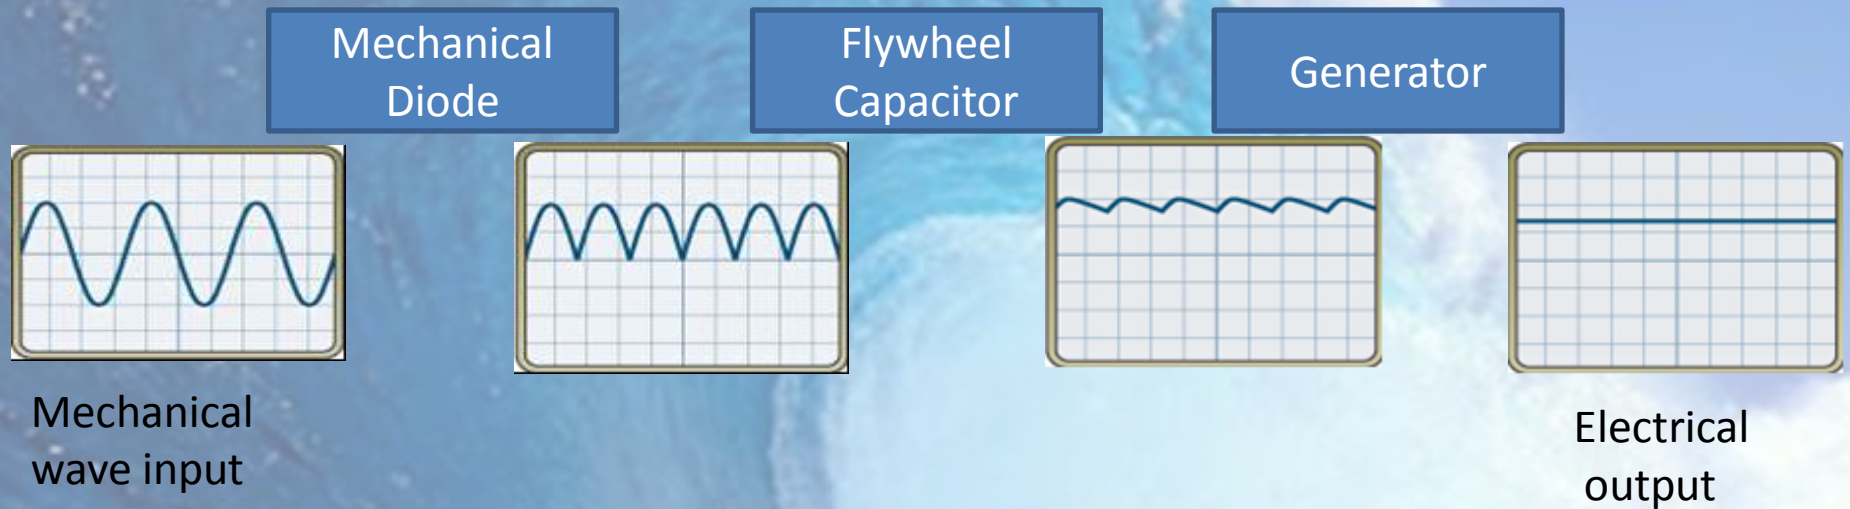 Mechanical
Diode
Flywheel
Capacitor
Generator
Mechanical
wave input
Electrical
output